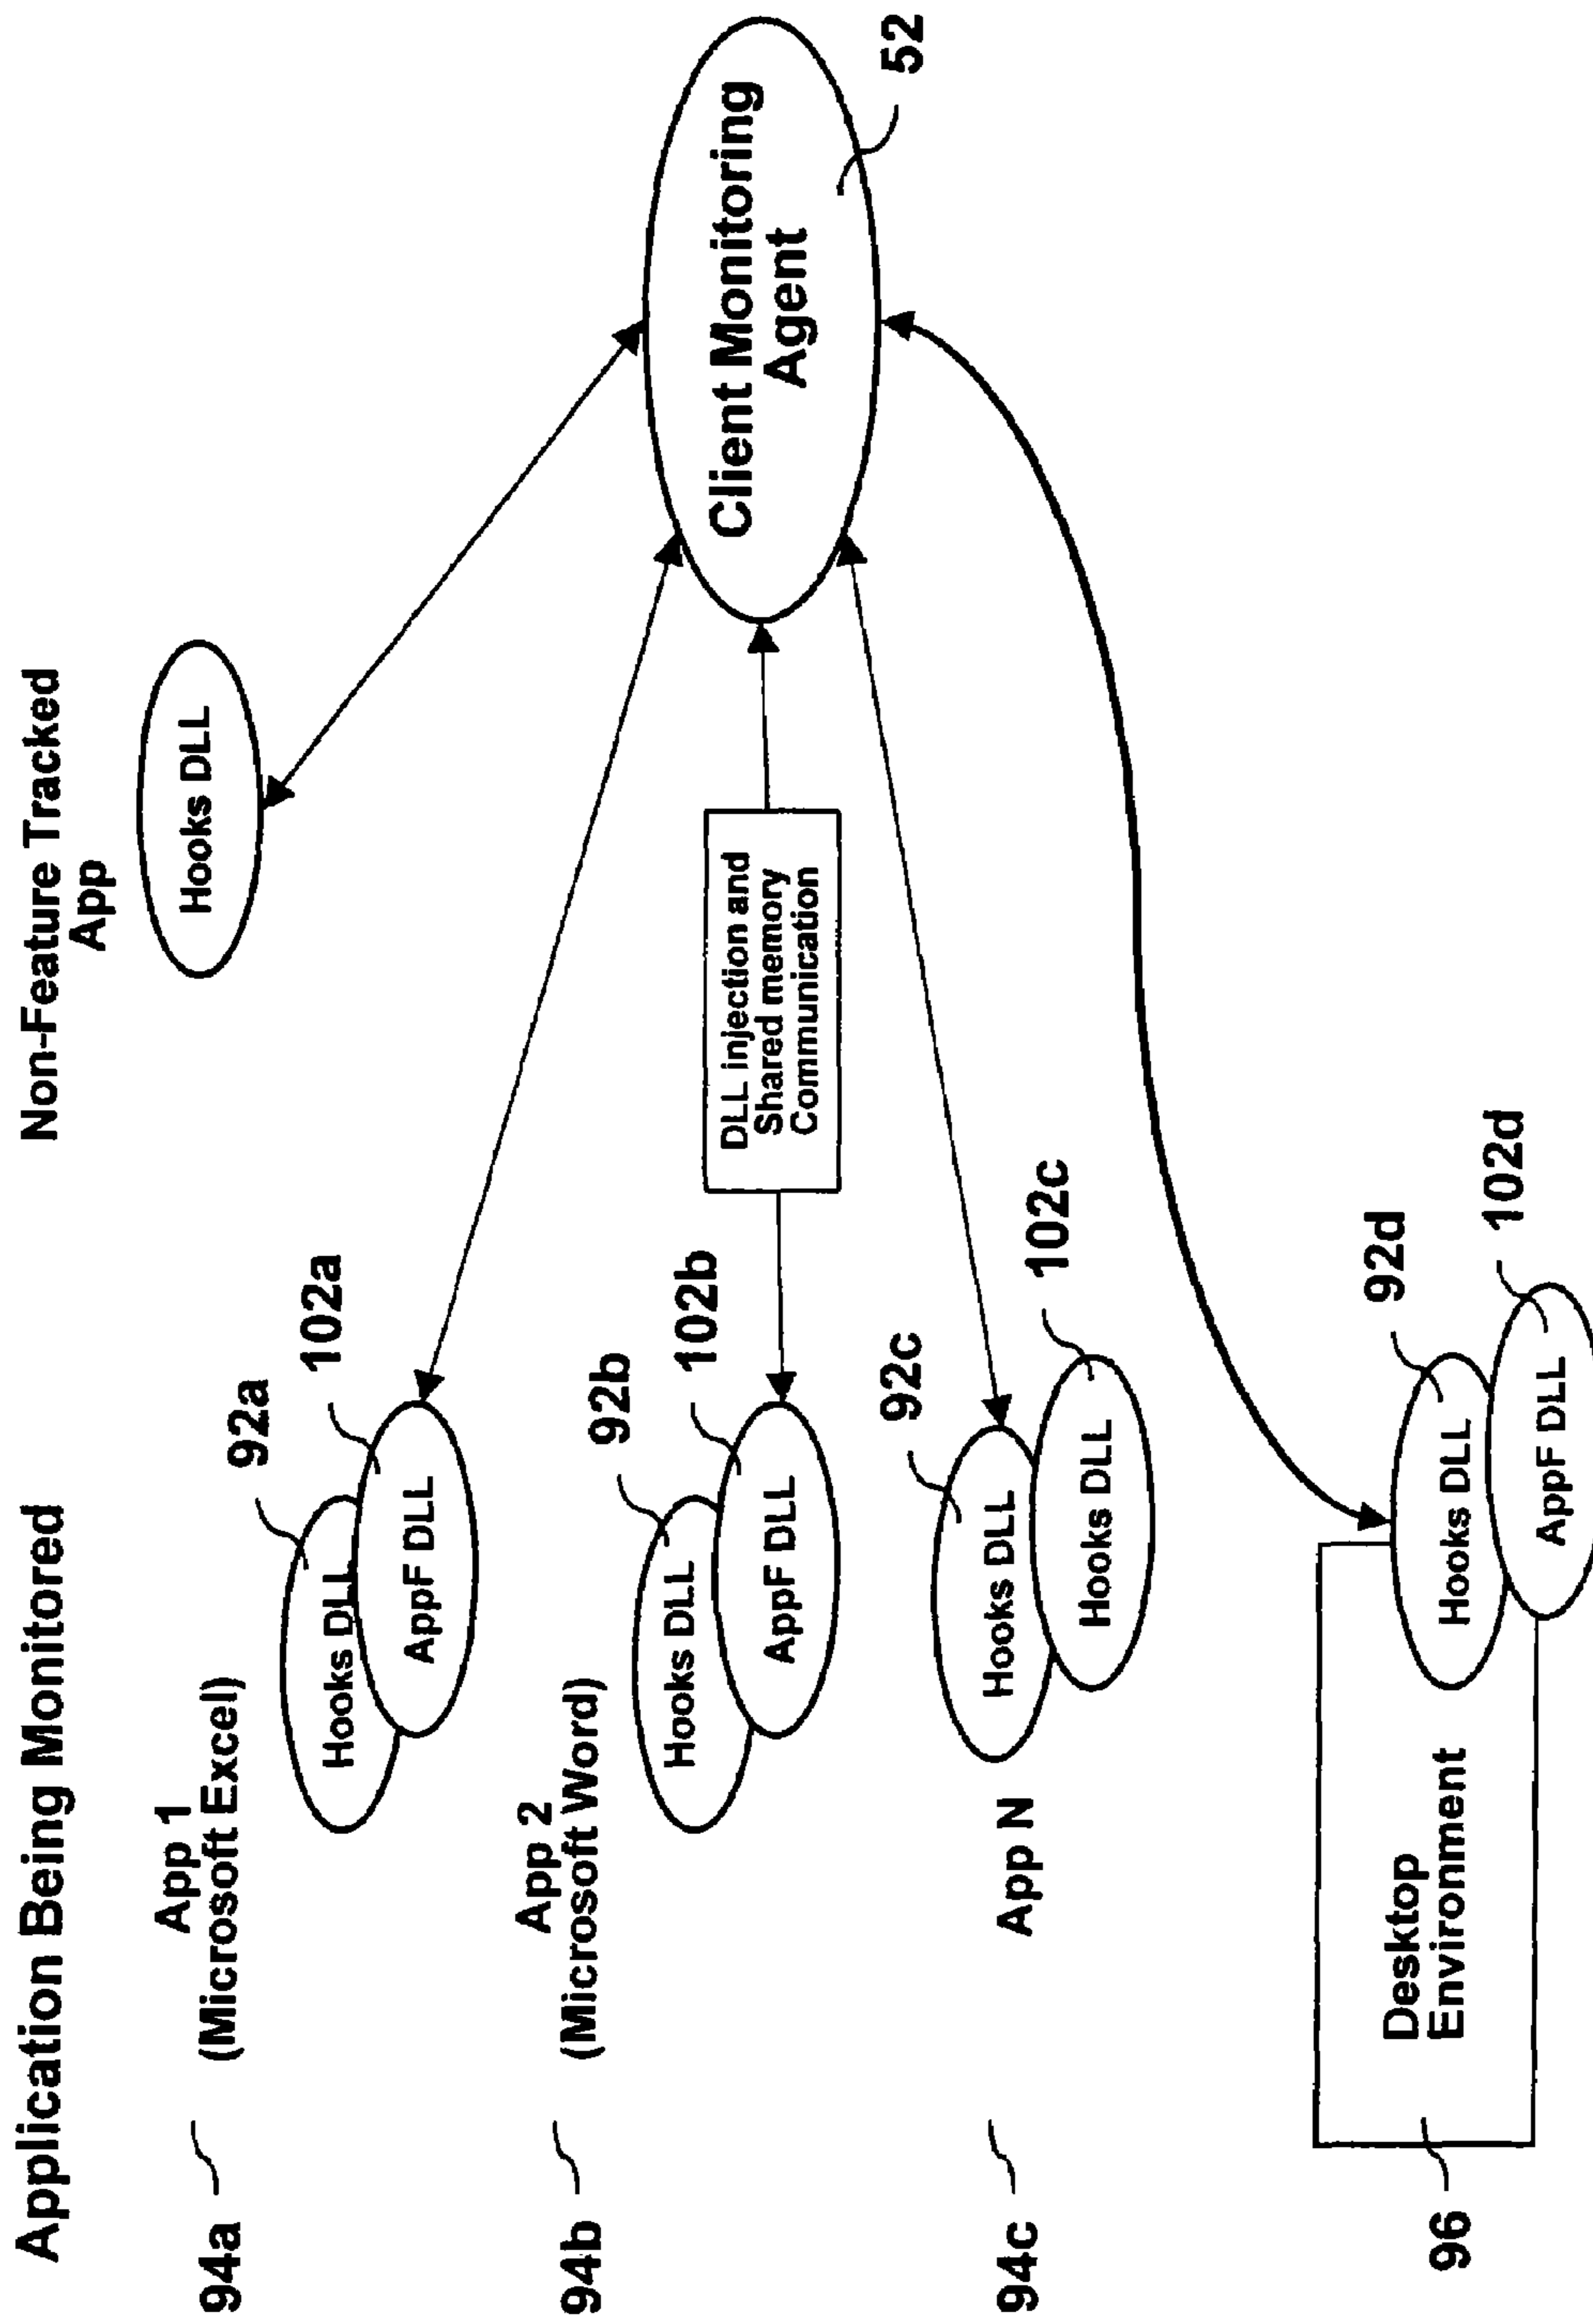 Application Being Monitored
Non-Feature Tracked
App
Hooks DLL
94a
App 1
(Microsoft Excel)
92a
102a
Hooks DLL
AppF DLL
94b
App 2
(Microsoft Word)
92b
102b
Hooks DLL
AppF DLL
DLL injection and
Shared memory
Communication
Client Monitoring
Agent
52
94c
App N
92c
102c
Hooks DLL
Hooks DLL
96
Desktop
Environment
92d
102d
Hooks DLL
AppF DLL